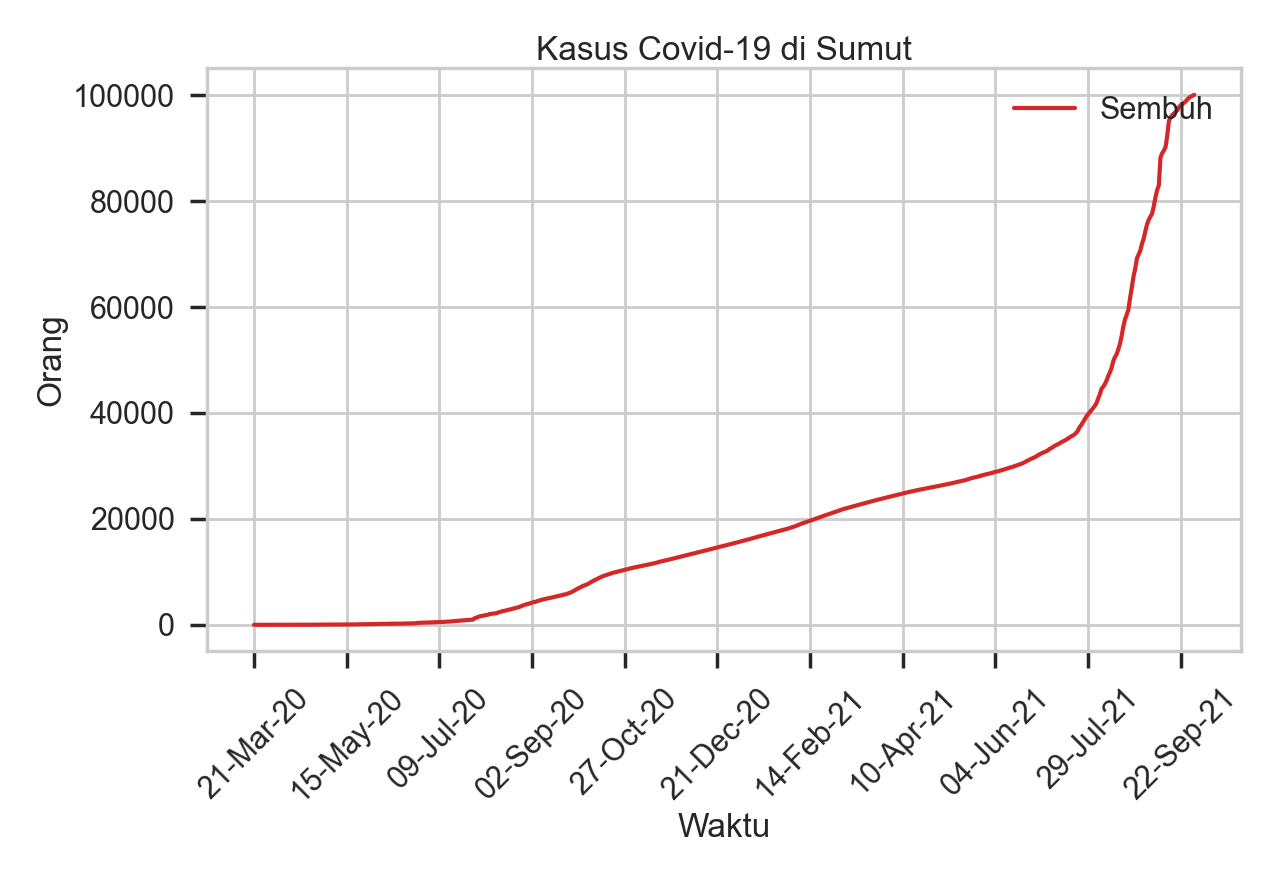 Kasus Covid-19 di Sumut
Sembuh
Orang
100000
80000
60000
40000
20000
0
21-Mar-20
15-May-20
09-Jul-20
02-Sep-20
27-Oct-20
21-Dec-20
14-Feb-21
10-Apr-21
04-Jun-21
29-Jul-21
22-Sep-21
Waktu